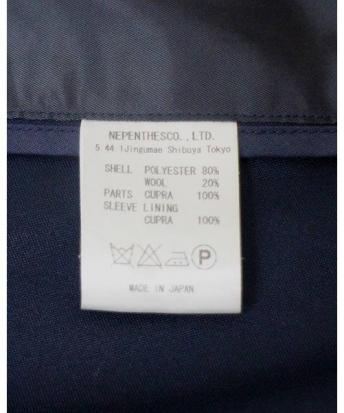 NEPENTHESCO.,LTD.
5 44 1Jingumae Shibuya Tokyo
SHELL POLYESTER 80%
WOOL 20%
PARTS CUPRA 100%
SLEEVE LINING
CUPRA 100%
P
MADE IN JAPAN